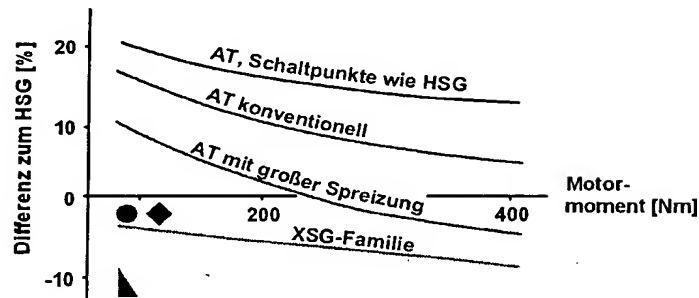 Differenz zum HSG [%]
20
10
0
-10
AT, Schaltpunkte wie HSG
AT konventionell
AT mit großer Spreizung
XSG-Familie
200
400
Motor-
moment [Nm]